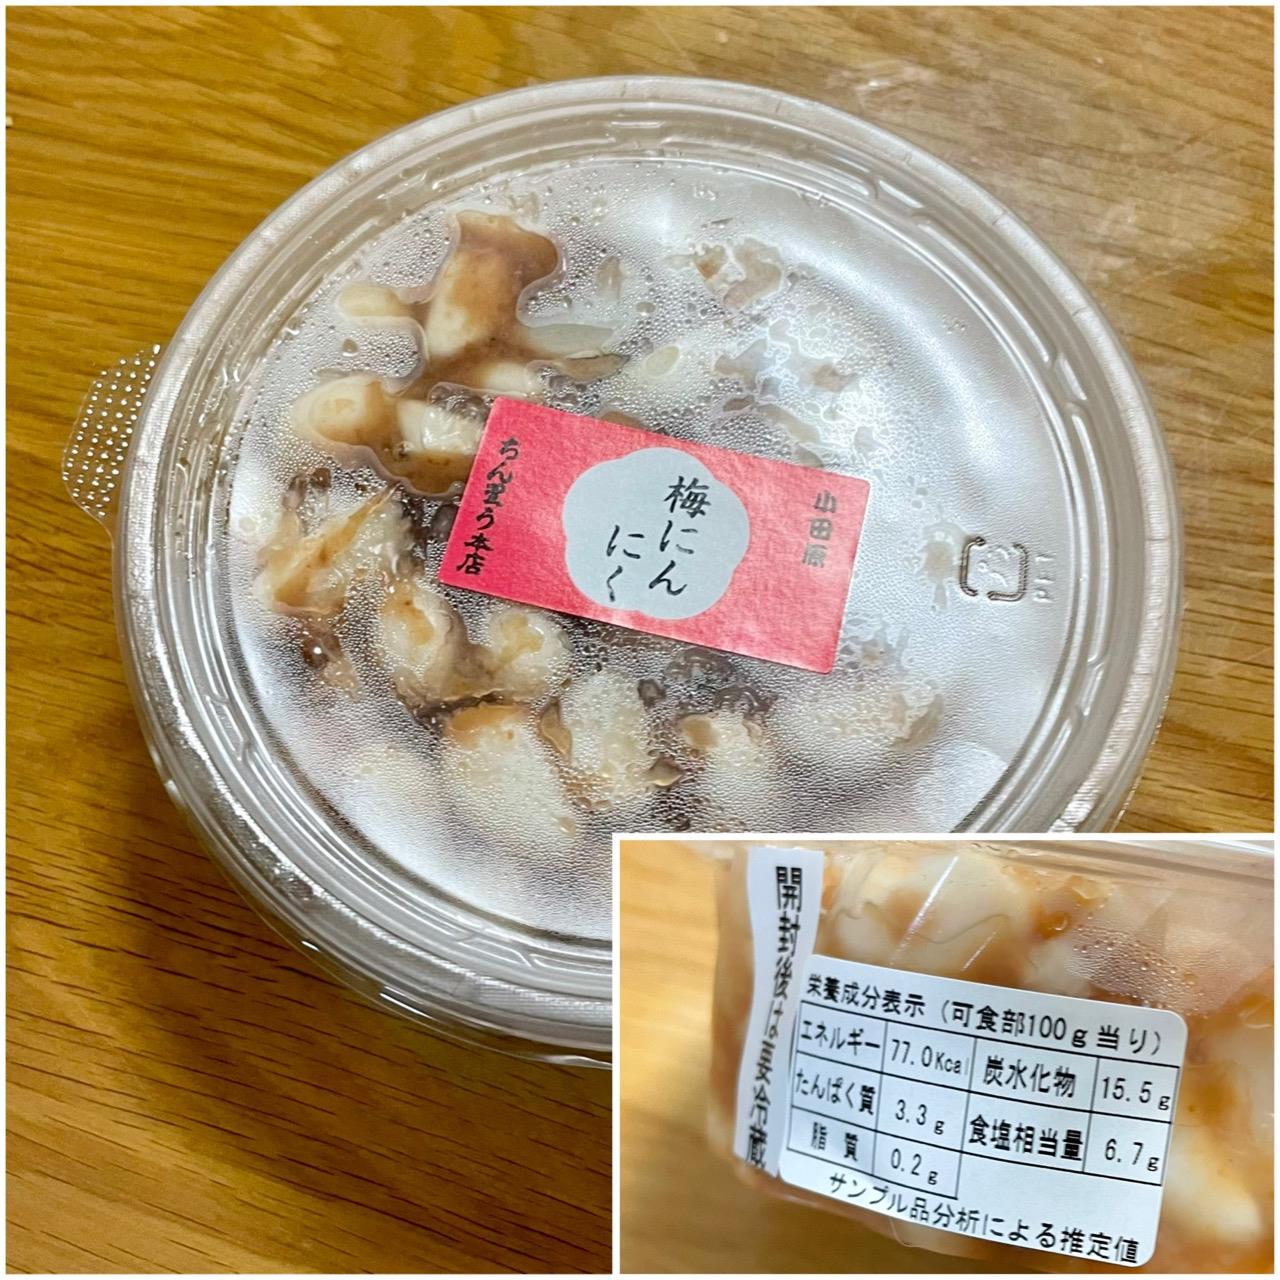 小田原
梅にん
にく
ちん里う本店
開封後は要冷蔵
栄養成分表示(可食部100g当り)
エネルギー 77.0Kcal 炭水化物 15.5g
たんぱく質 3.3g 食塩相当量 6.7g
脂質 0.2g
サンプル品分析による推定値